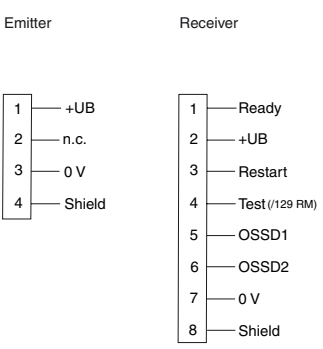 Emitter
Receiver
1 +UB
2 n.c.
3 0 V
4 Shield
1 Ready
2 +UB
3 Restart
4 Test (/129 RM)
5 OSSD1
6 OSSD2
7 0 V
8 Shield